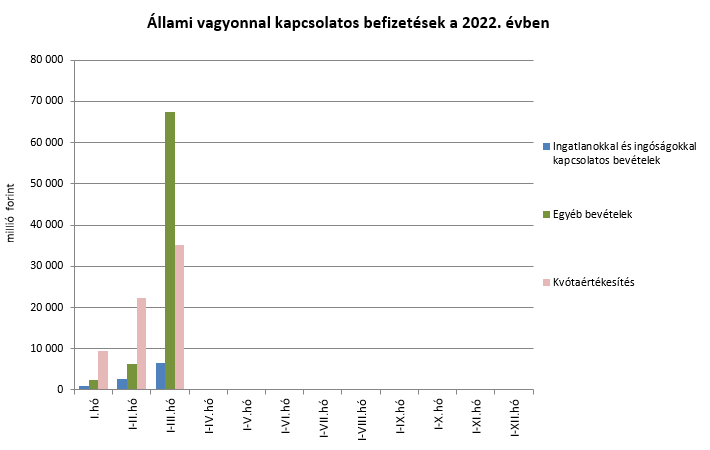 Állami vagyonnal kapcsolatos befizetések a 2022. évben
80 000
70 000
60 000
50 000
40 000
30 000
20 000
10 000
0
millió forint
I.hó
I-II.hó
I-III.hó
I-IV.hó
I-V.hó
I-VI.hó
I-VII.hó
I-VIII.hó
I-IX.hó
I-X.hó
I-XI.hó
I-XII.hó
Ingatlanokkal és ingóságokkal
kapcsolatos bevételek
Egyéb bevételek
Kvótaértékesítés